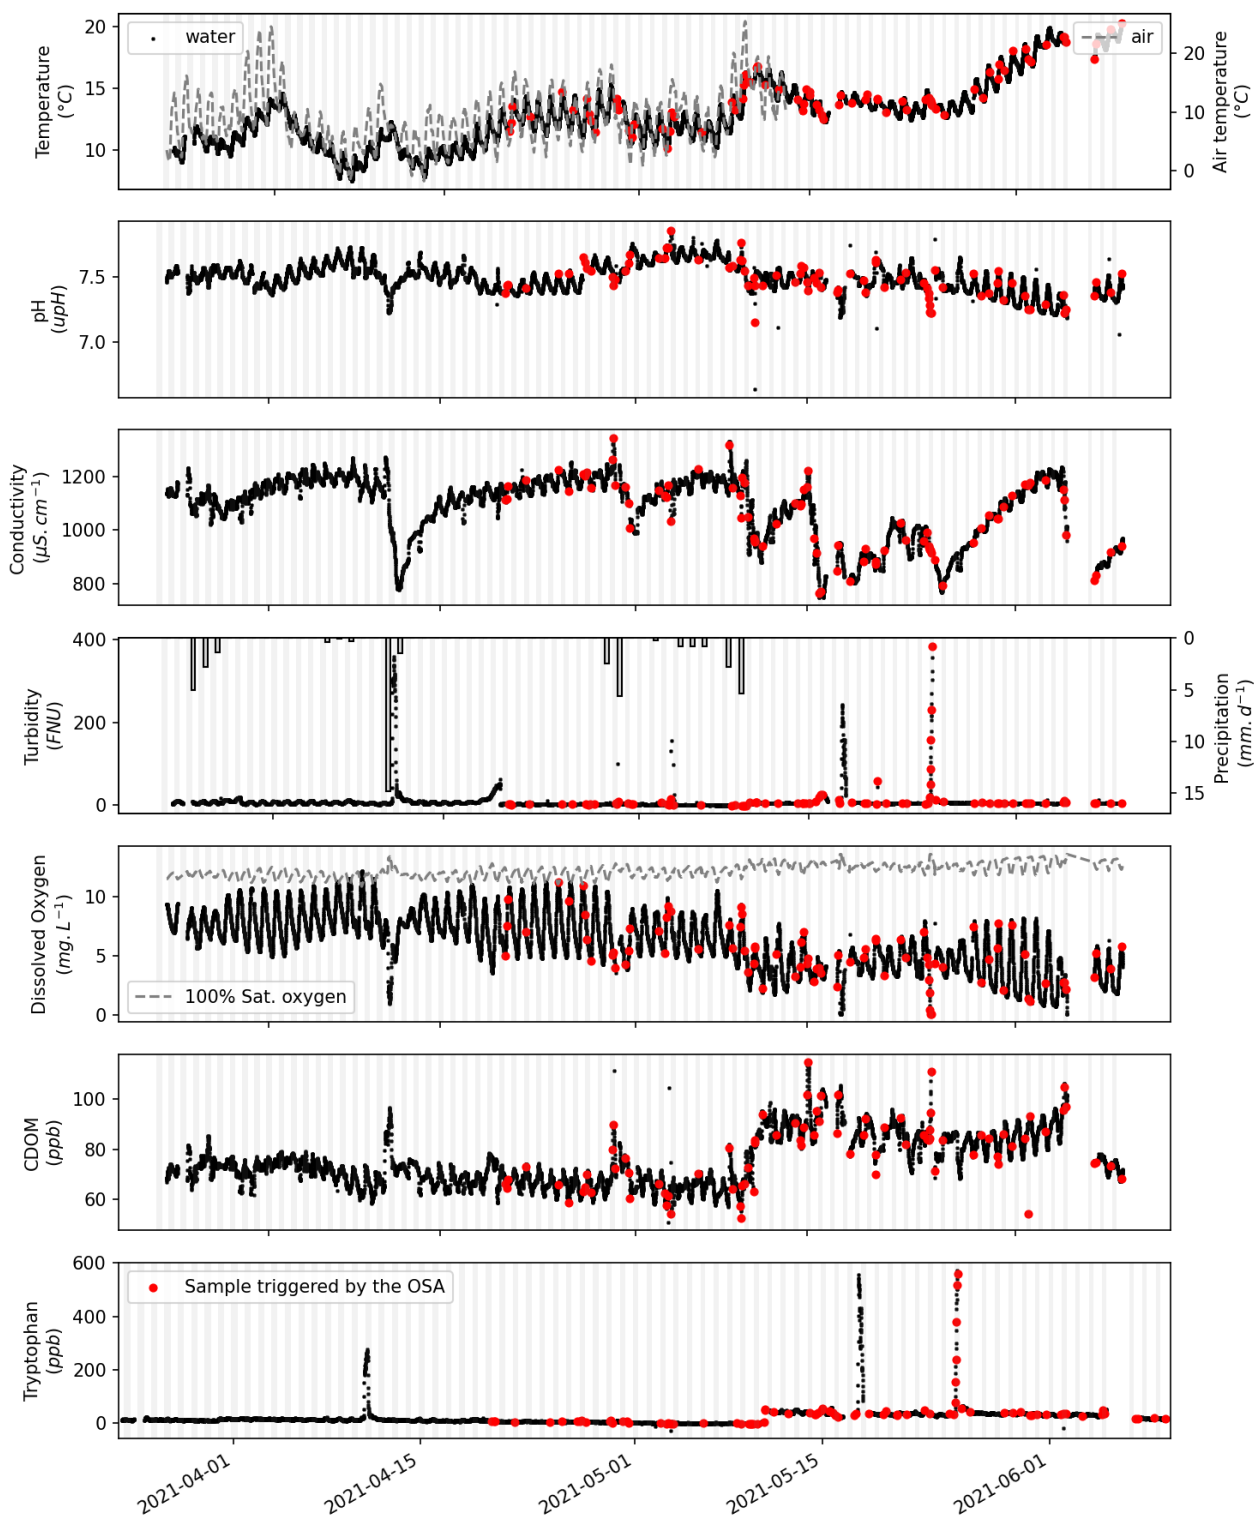 20
15
10
Temperature
(°C)
water
air
20
10
0
Air temperature
(°C)
7.5
7.0
pH
(upH)
1200
1000
800
Conductivity
(μS.cm⁻¹)
400
200
0
Turbidity
(FNU)
0
5
10
15
Precipitation
(mm.d⁻¹)
10
5
0
Dissolved Oxygen
(mg.L⁻¹)
100% Sat. oxygen
100
80
60
CDOM
(ppb)
600
400
200
0
Tryptophan
(ppb)
Sample triggered by the OSA
2021-04-01
2021-04-15
2021-05-01
2021-05-15
2021-06-01